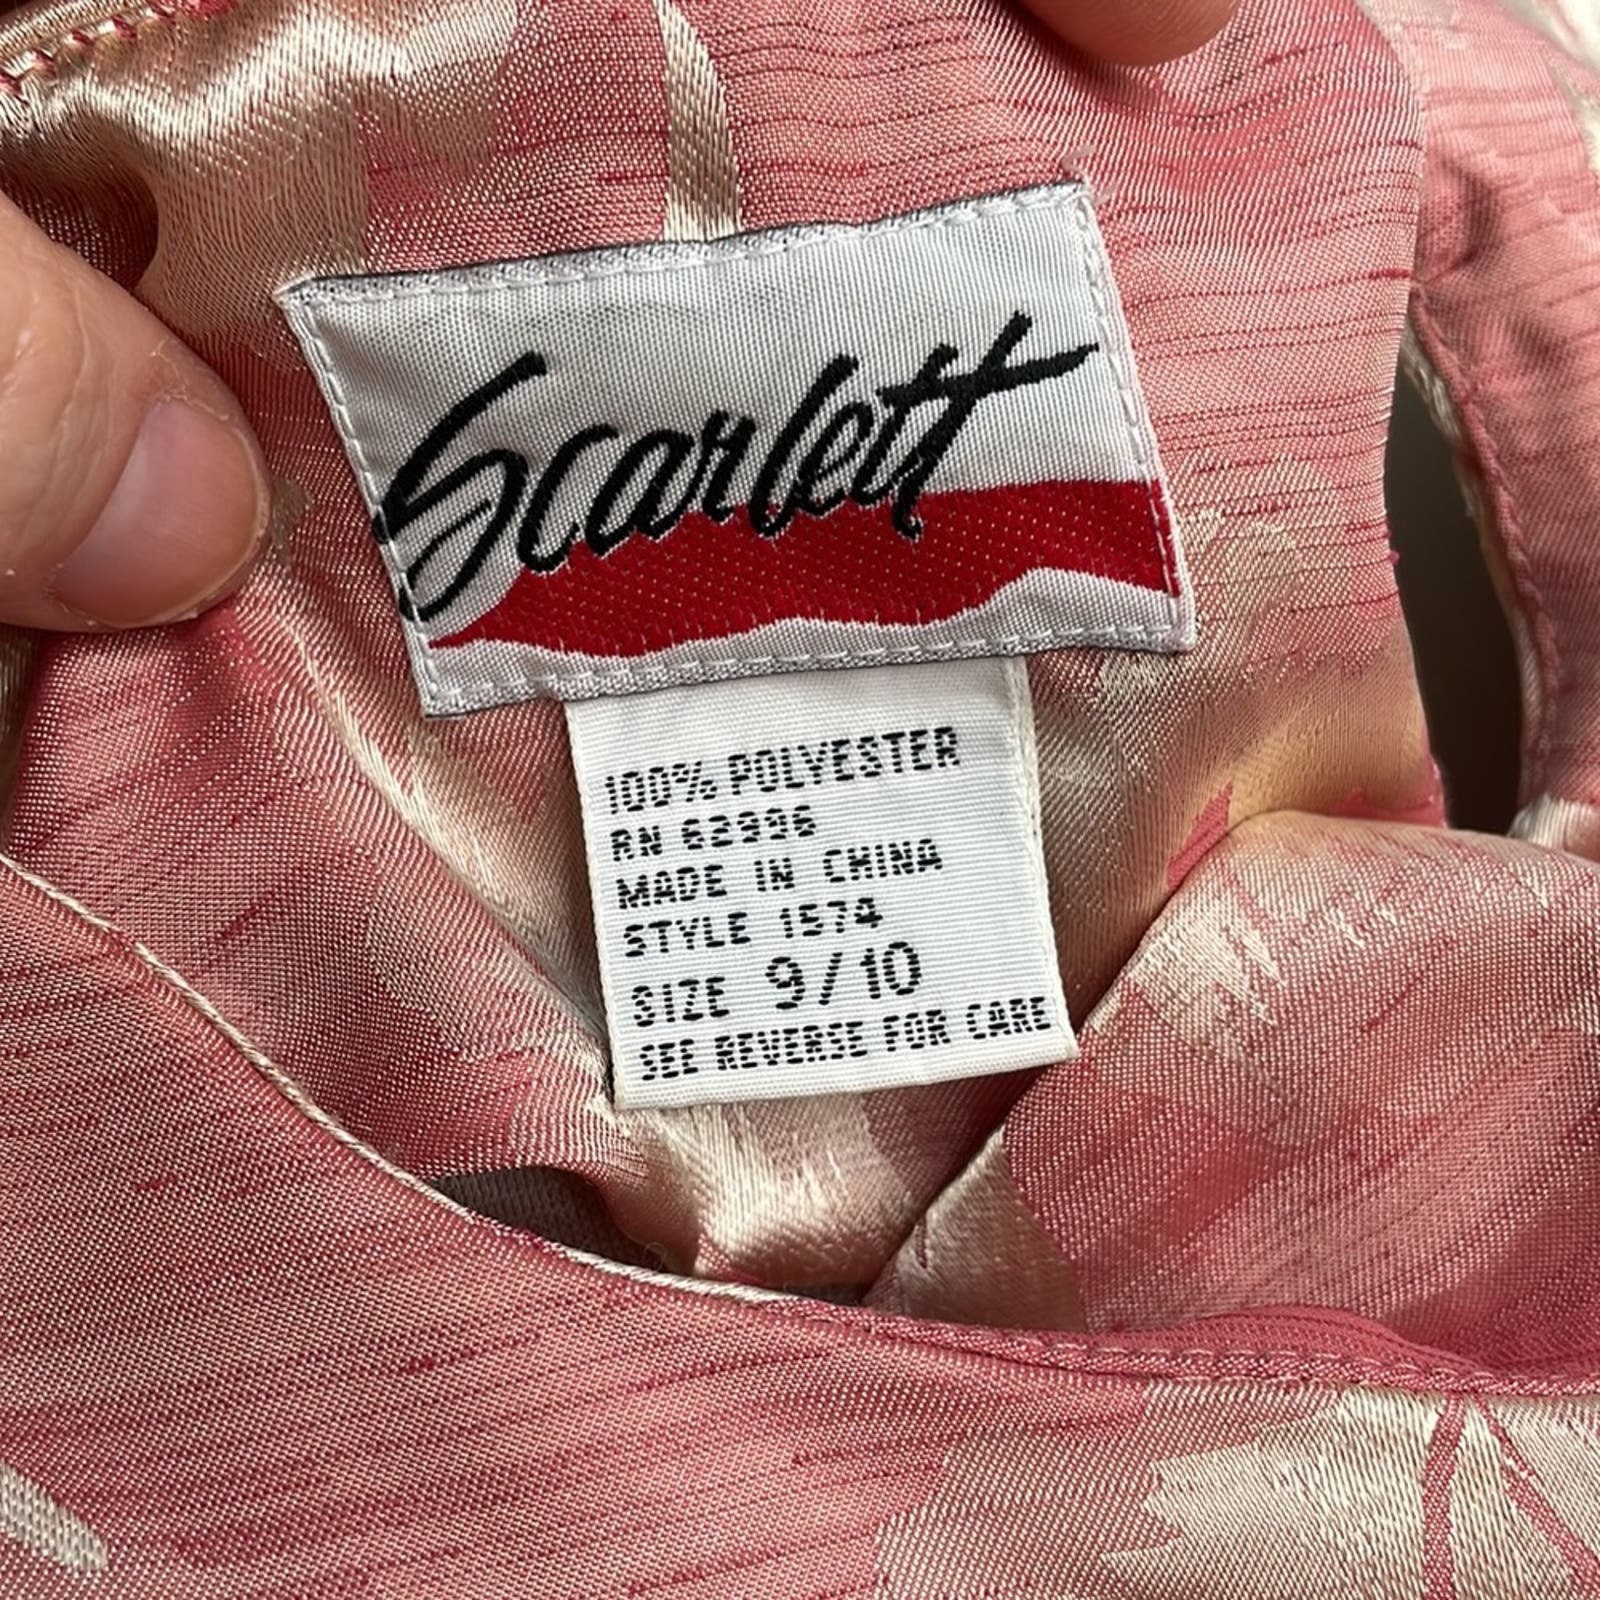 Scarlett
100% POLYESTER
RN 62996
MADE IN CHINA
STYLE 1574
SIZE 9/10
SEE REVERSE FOR CARE